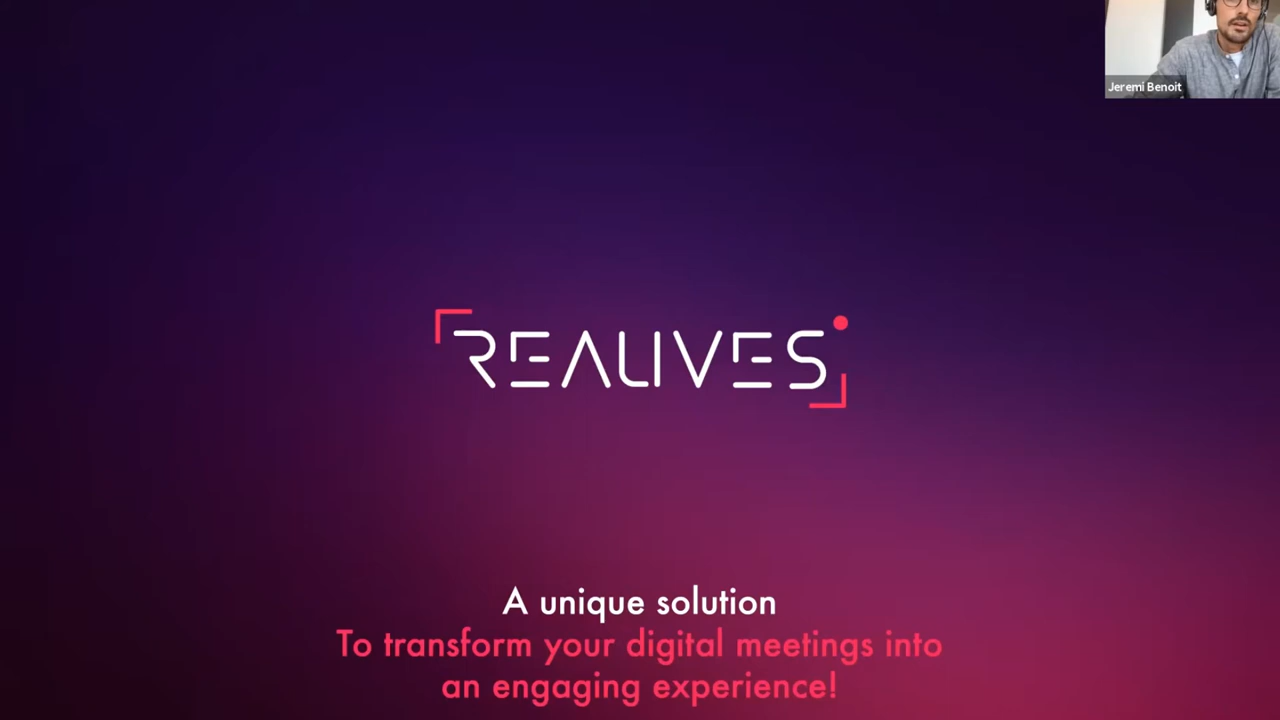 Jeremi Benoit
REALIVES
A unique solution
To transform your digital meetings into
an engaging experience!